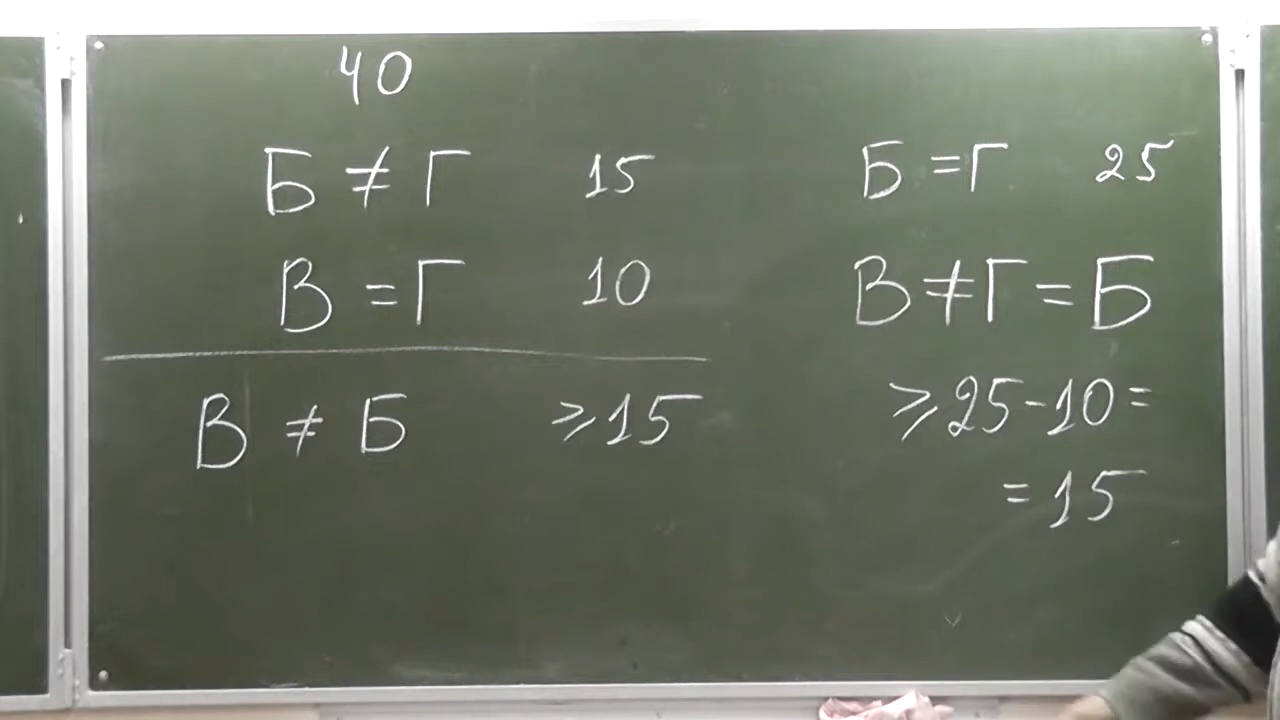 40
Б ≠ Г 15
В = Г 10
В ≠ Б ⩾15
Б = Г 25
В ≠ Г = Б
⩾25-10=
=15